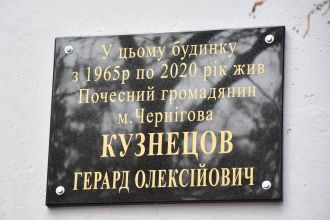 У цьому будинку
з 1965р по 2020 рік жив
Почесний громадянин
м.Чернігова
КУЗНЕЦОВ
ГЕРАРД ОЛЕКСІЙОВИЧ